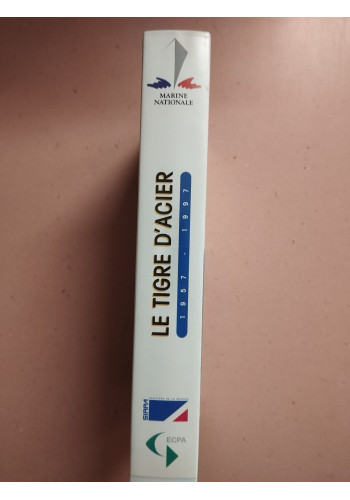 MARINE
NATIONALE
LE TIGRE D'ACIER
1957 - 1997
SIRPA
ECPA